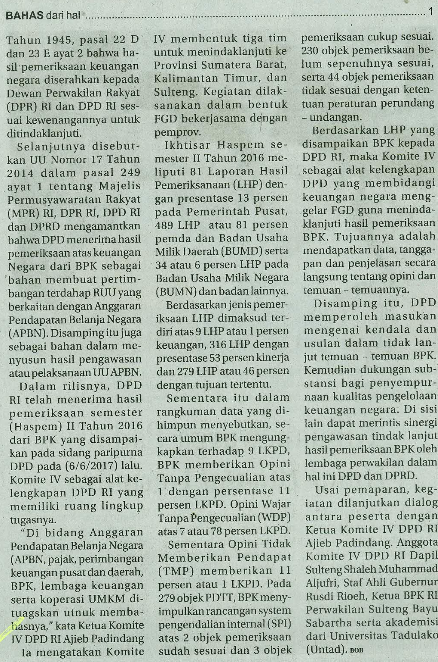 BAHAS dari hal 1
Tahun 1945, pasal 22 D
dan 23 E ayat 2 bahwa ha-
sil pemeriksaan keuangan
negara diserahkan kepada
Dewan Perwakilan Rakyat
(DPR) RI dan DPD RI ses-
uai kewenangannya untuk
ditindaklanjuti.
Selanjutnya disebut-
kan UU Nomor 17 Tahun
2014 dalam pasal 249
ayat 1 tentang Majelis
Permusyawaratan Rakyat
(MPR) RI, DPR RI, DPD RI
dan DPRD mengamantkan
bahwa DPD menerima hasil
pemeriksaan atas keuangan
Negara dari BPK sebagai
bahan membuat pertim-
bangan terdahap RUU yang
berkaitan dengan Anggaran
Pendapatan Belanja Negara
(APBN). Disamping itu juga
sebagai bahan dalam me-
nyusun hasil pengawasan
atau pelaksanaan UU APBN.
Dalam rilisnya, DPD
RI telah menerima hasil
pemeriksaan semester
(Haspem) II Tahun 2016
dari BPK yang disampai-
kan pada sidang paripurna
DPD pada (6/6/2017) lalu.
Komite IV sebagai alat ke-
lengkapan DPD RI yang
memiliki ruang lingkup
tugasnya.
"Di bidang Anggaran
Pendapatan Belanja Negara
(APBN, pajak, perimbangan
keuangan pusat dan daerah,
BPK, lembaga keuangan
serta koperasi UMKM di-
tuagskan utnuk memba-
hasnya," kata Ketua Komite
IV DPD RI Ajieb Padindang
Ia mengatakan Komite
IV membentuk tiga tim
untuk menindaklanjuti ke
Provinsi Sumatera Barat,
Kalimantan Timur, dan
Sulteng. Kegiatan dilak-
sanakan dalam bentuk
FGD bekerjasama dengan
pemprov.
Ikhtisar Haspem se-
mester II Tahun 2016 me-
liputi 81 Laporan Hasil
Pemeriksanaan (LHP) den-
gan presentase 13 persen
pada Pemerintah Pusat,
489 LHP atau 81 persen
pemda dan Badan Usaha
Milik Daerah (BUMD) serta
34 atau 6 persen LHP pada
Badan Usaha Milik Negara
(BUMN) dan badan lainnya.
Berdasarkan jenis pemer-
iksaan LHP dimaksud ter-
diri atas 9 LHP atau 1 persen
keuangan, 316 LHP dengan
presentase 53 persen kinerja
dan 279 LHP atau 46 persen
dengan tujuan tertentu.
Sementara itu dalam
rangkuman data yang di-
himpun menyebutkan, se-
cara umum BPK mengung-
kapkan terhadap 9 LKPD,
BPK memberikan Opini
Tanpa Pengecualian atas
1 dengan persentase 11
persen LKPD. Opini Wajar
Tanpa Pengecualian (WDP)
atas 7 atau 78 persen LKPD.
Sementara Opini Tidak
Memberikan Pendapat
(TMP) memberikan 11
persen atau 1 LKPD. Pada
279 objek PDTT, BPK meny-
impulkan rancangan system
pengendalian internal (SPI)
atas 2 objek pemeriksaan
sudah sesuai dan 3 objek
pemeriksaan cukup sesuai.
230 objek pemeriksaan be-
lum sepenuhnya sesuai,
serta 44 objek pemeriksaan
tidak sesuai dengan keten-
tuan peraturan perundang
– undangan.
Berdasarkan LHP yang
disampaikan BPK kepada
DPD RI, maka Komite IV
sebagai alat kelengkapan
DPD yang membidangi
keuangan negara meng-
gelar FGD guna meninda-
klanjuti hasil pemeriksaan
BPK. Tujuannya adalah
mendapatkan data, tangga-
pan dan penjelasan secara
langsung tentang opini dan
temuan – temuannya.
Disamping itu, DPD
memperoleh masukan
mengenai kendala dan
usulan dalam tidak lan-
jut temuan – temuan BPK.
Kemudian dukungan sub-
stansi bagi penyempur-
naan kualitas pengelolaan
keuangan negara. Di sisi
lain dapat merintis sinergi
pengawasan tindak lanjut
hasil pemeriksaan BPK oleh
lembaga perwakilan dalam
hal ini DPD dan DPRD.
Usai pemaparan, keg-
iatan dilanjutkan dialog
antara peserta dengan
Ketua Komite IV DPD RI
Ajieb Padindang. Anggota
Komite IV DPD RI Dapil
Sulteng Shaleh Muhammad
Aljufri, Staf Ahli Gubernur
Rusdi Rioeh, Ketua BPK RI
Perwakilan Sulteng Bayu
Sabartha serta akademisi
dari Universitas Tadulako
(Untad). BOB